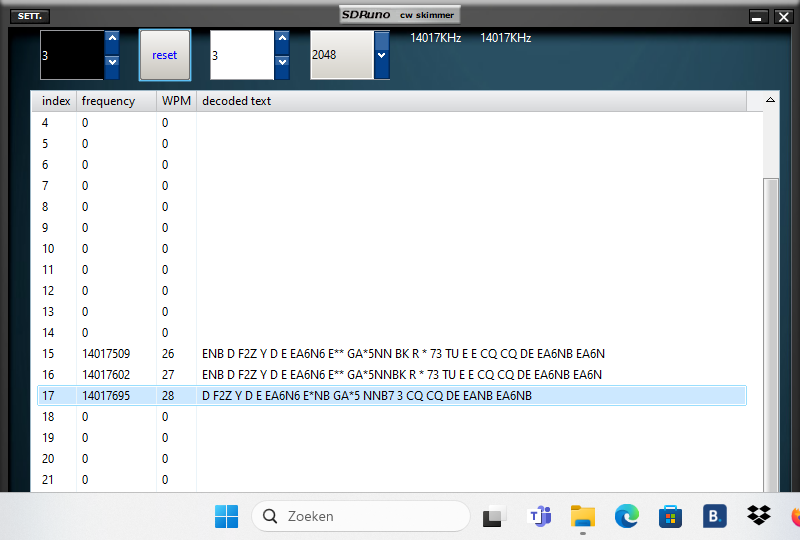 SETT.
SDRuno cw skimmer
3
reset
3
2048
14017KHz
14017KHz
index frequency WPM decoded text
4 0 0
5 0 0
6 0 0
7 0 0
8 0 0
9 0 0
10 0 0
11 0 0
12 0 0
13 0 0
14 0 0
15 14017509 26 ENB D F2Z Y D E EA6N6 E** GA*5NN BK R * 73 TU E E CQ CQ DE EA6NB EA6N
16 14017602 27 ENB D F2Z Y D E EA6N6 E** GA*5NNBK R * 73 TU E E CQ CQ DE EA6NB EA6N
17 14017695 28 D F2Z Y D E EA6N6 E*NB GA*5 NNB7 3 CQ CQ DE EANB EA6NB
18 0 0
19 0 0
20 0 0
21 0 0
Zoeken
B.